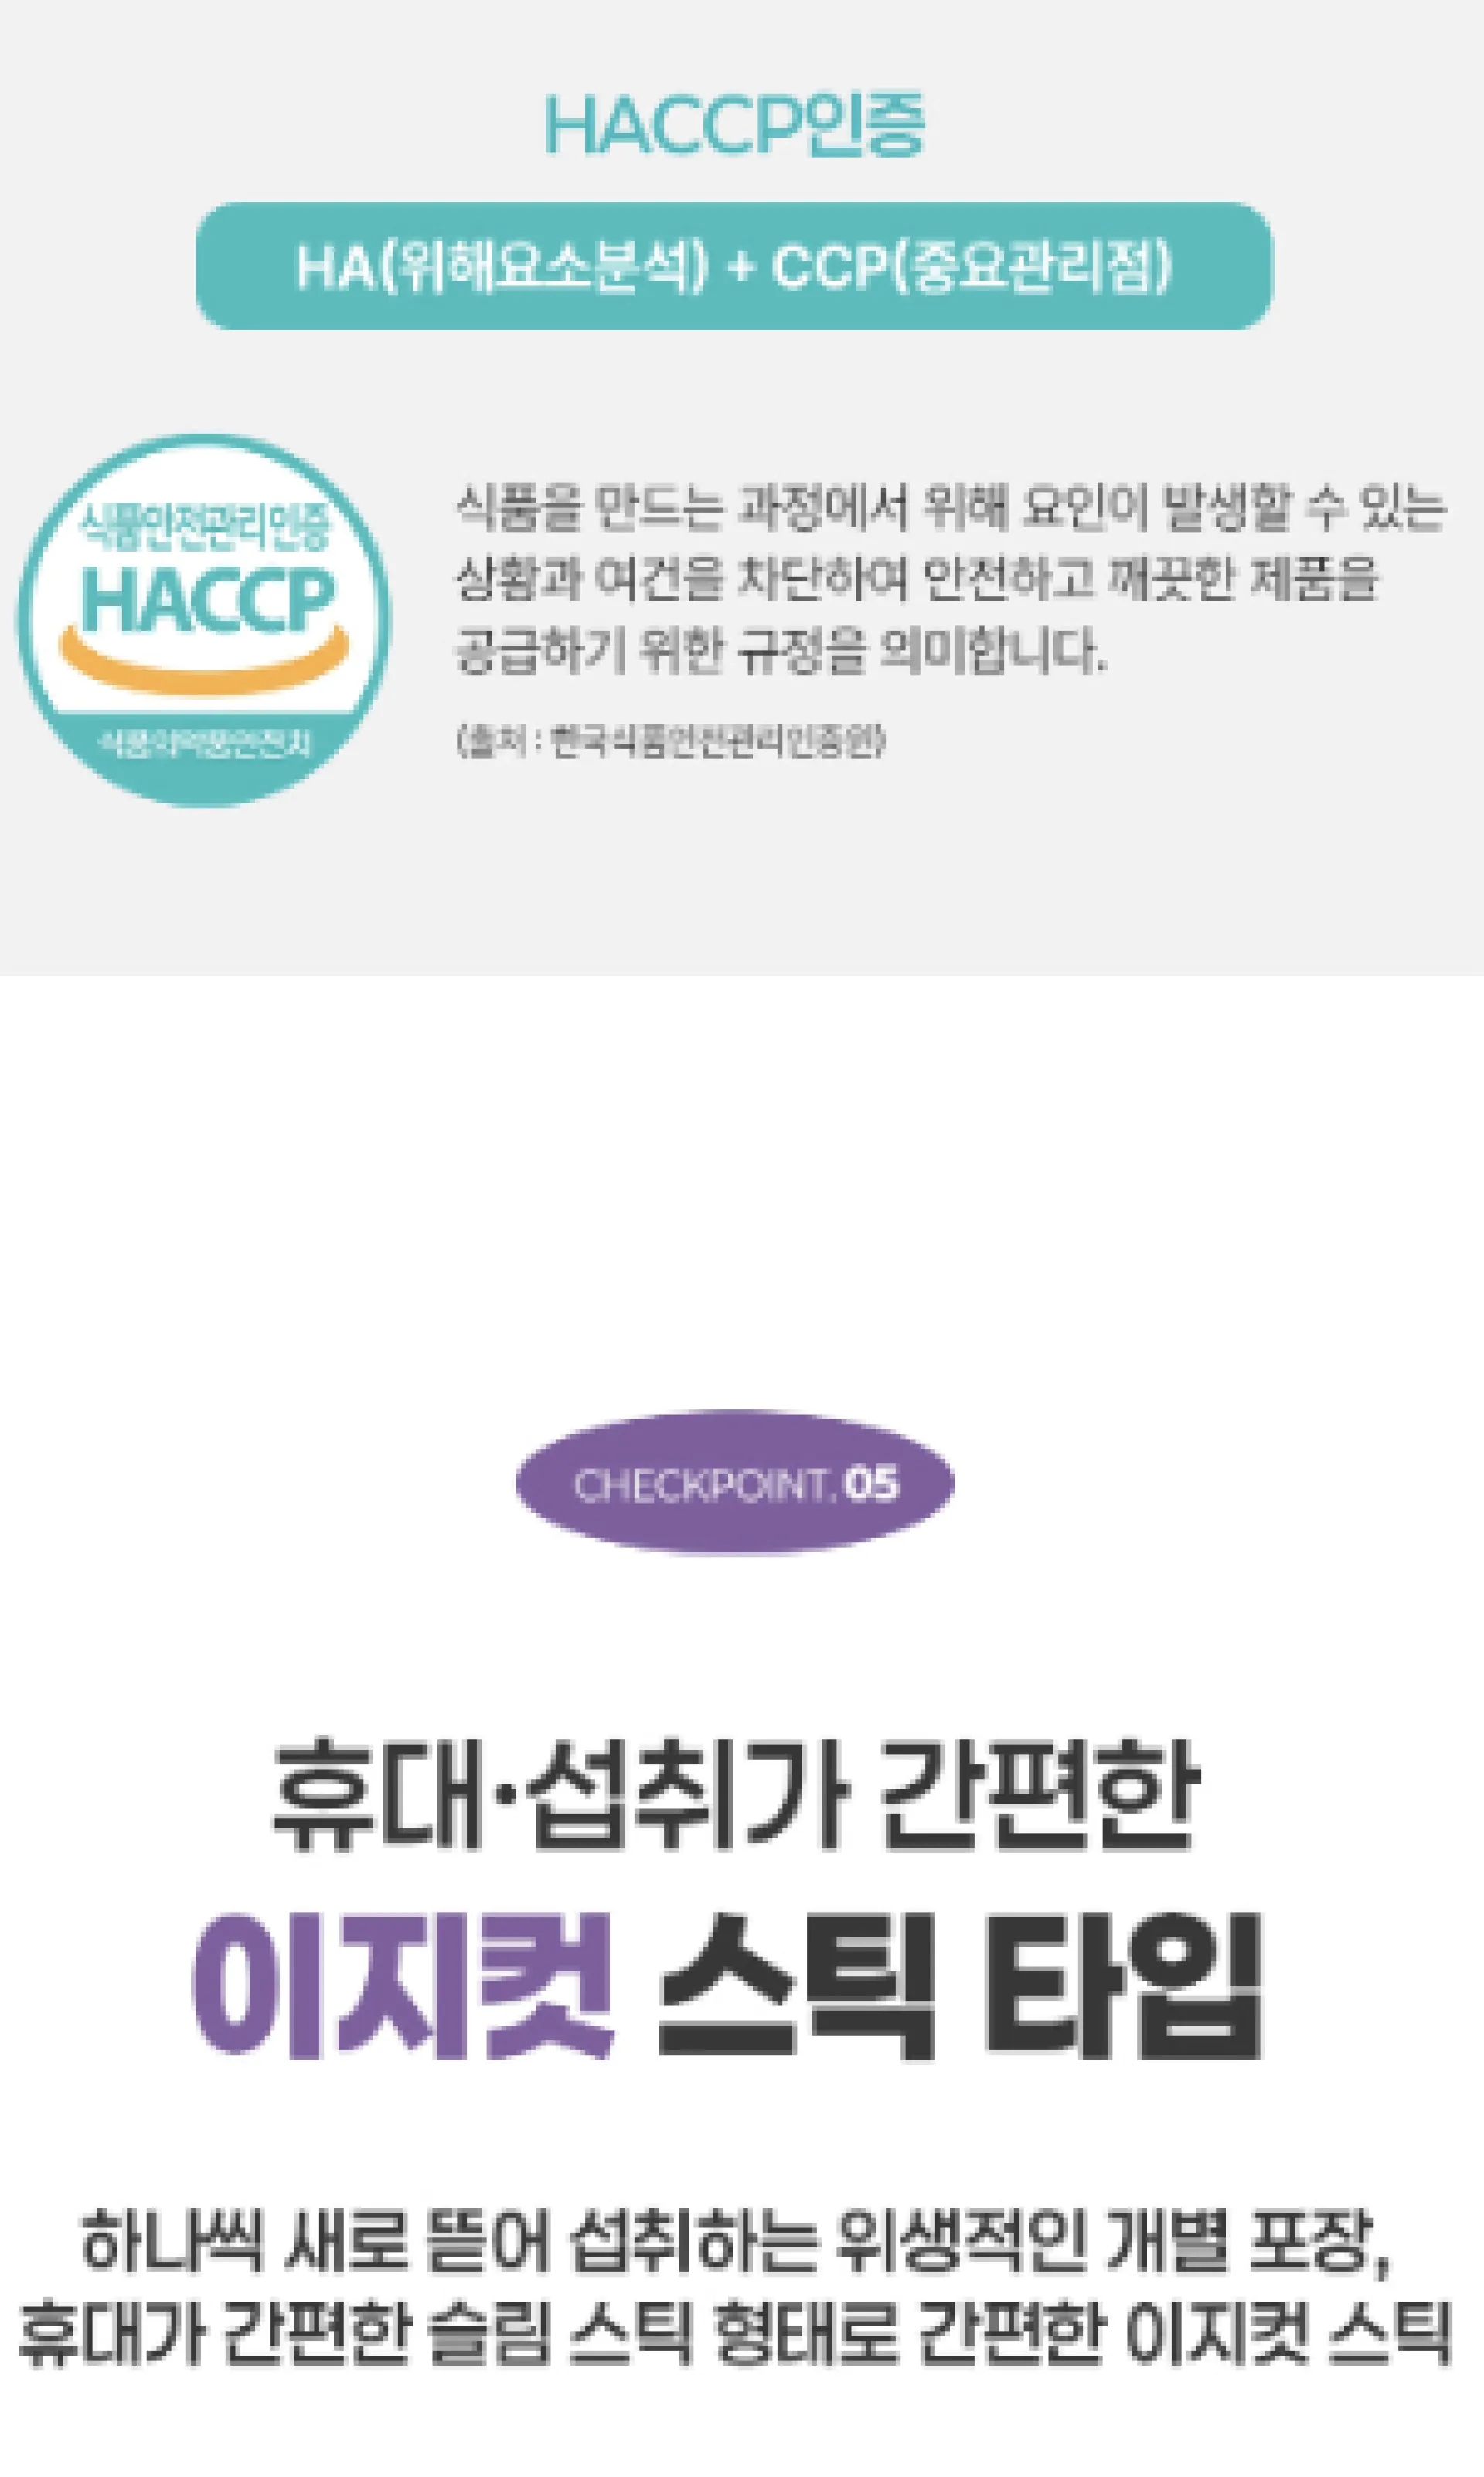 HACCP인증
HA(위해요소분석) + CCP(중요관리점)
식품안전관리인증
HACCP
식품의약품안전처
식품을 만드는 과정에서 위해 요인이 발생할 수 있는
상황과 여건을 차단하여 안전하고 깨끗한 제품을
공급하기 위한 규정을 의미합니다.
(출처 : 한국식품안전관리인증원)
CHECKPOINT. 05
휴대·섭취가 간편한
이지컷 스틱 타입
하나씩 새로 뜯어 섭취하는 위생적인 개별 포장,
휴대가 간편한 슬림 스틱 형태로 간편한 이지컷 스틱